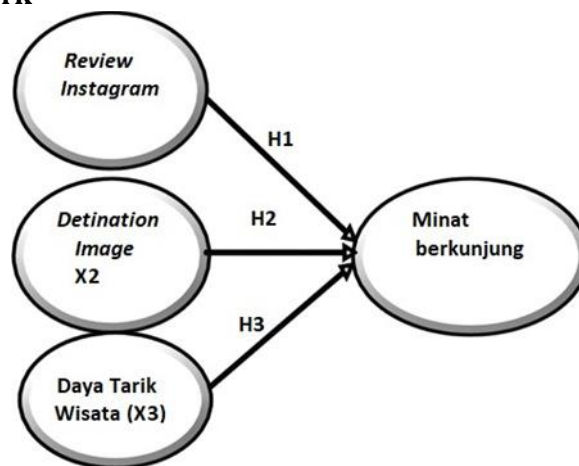 Review
Instagram
H1
Detination
Image
X2
H2
Minat
berkunjung
H3
Daya Tarik
Wisata (X3)